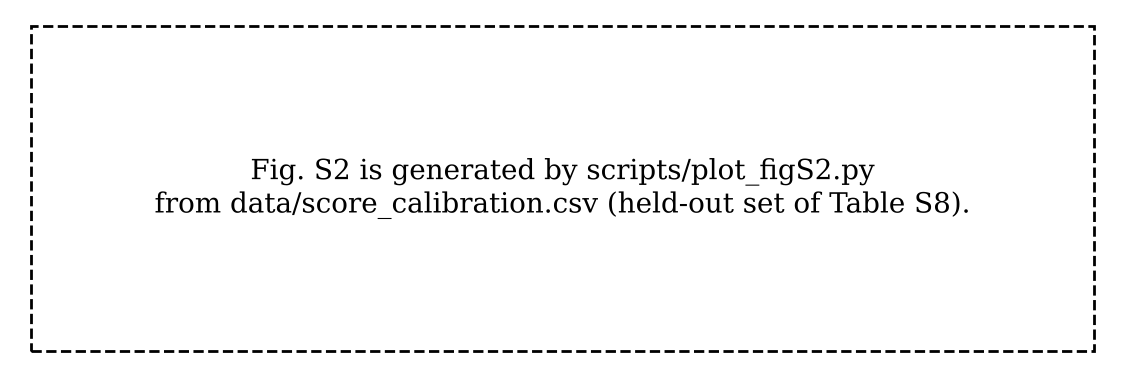 Fig. S2 is generated by scripts/plot_figS2.py
from data/score_calibration.csv (held-out set of Table S8).